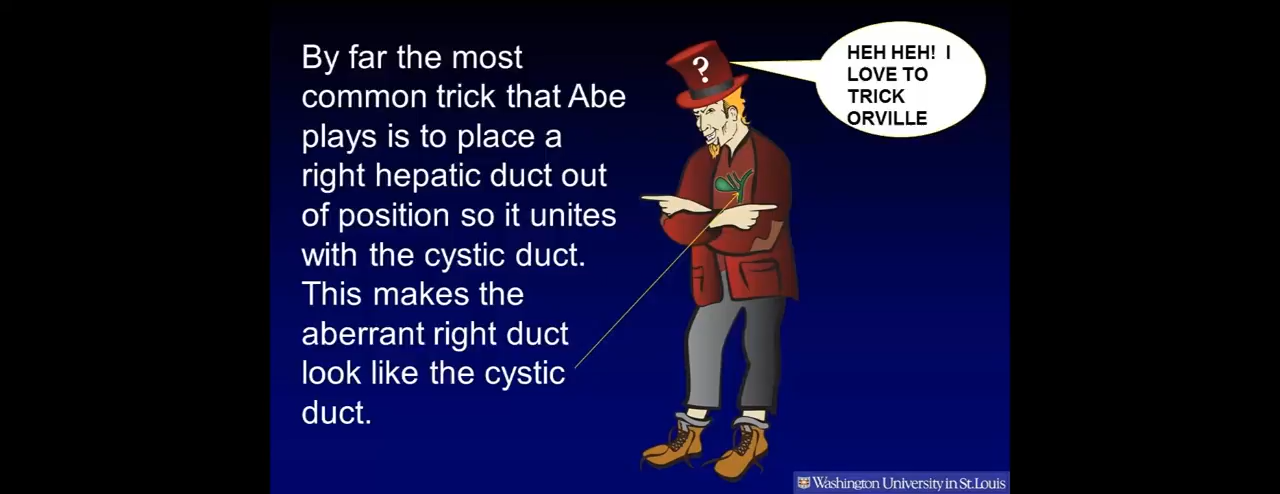 By far the most
common trick that Abe
plays is to place a
right hepatic duct out
of position so it unites
with the cystic duct.
This makes the
aberrant right duct
look like the cystic
duct.
?
HEH HEH! I
LOVE TO
TRICK
ORVILLE
Washington University in St. Louis